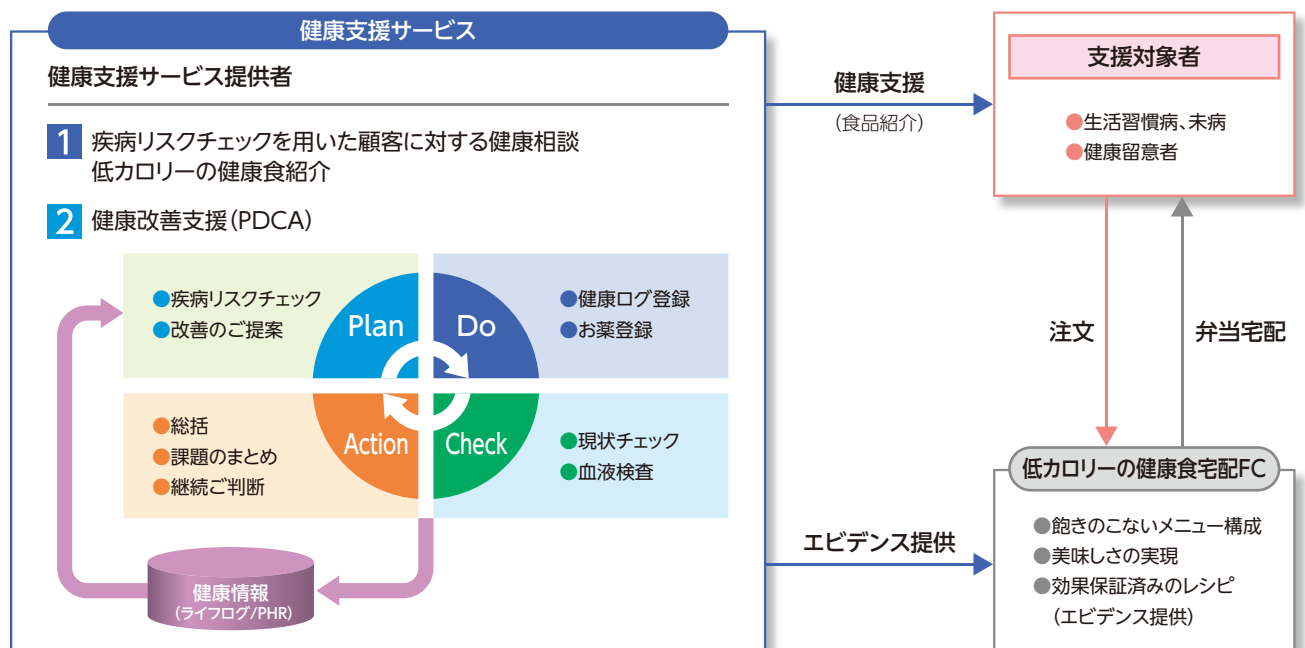 健康支援サービス
健康支援サービス提供者
1 疾病リスクチェックを用いた顧客に対する健康相談
低カロリーの健康食紹介
2 健康改善支援(PDCA)
●疾病リスクチェック
●改善のご提案
Plan
Do
●健康ログ登録
●お薬登録
●総括
●課題のまとめ
●継続ご判断
Action
Check
●現状チェック
●血液検査
健康情報
(ライフログ/PHR)
健康支援
(食品紹介)
エビデンス提供
支援対象者
●生活習慣病、未病
●健康留意者
注文
弁当宅配
低カロリーの健康食宅配FC
●飽きのこないメニュー構成
●美味しさの実現
●効果保証済みのレシピ
(エビデンス提供)